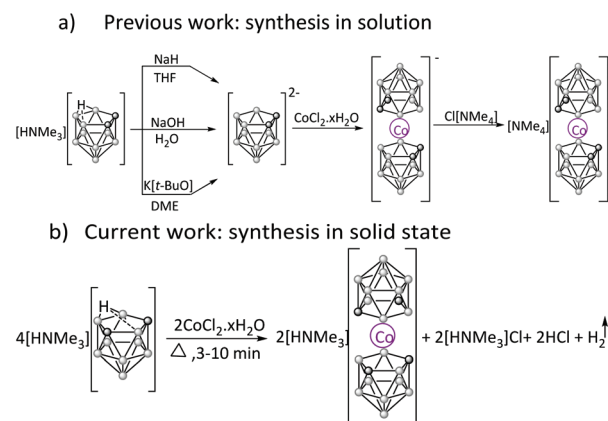 a) Previous work: synthesis in solution
NaH
THF
NaOH
H₂O
K[t-BuO]
DME
[HNMe₃]
H
2-
CoCl₂.xH₂O
-
Co
Cl[NMe₄]
[NMe₄]
Co
-
b) Current work: synthesis in solid state
4[HNMe₃]
H
2CoCl₂.xH₂O
△ ,3-10 min
2[HNMe₃]
Co
+ 2[HNMe₃]Cl+ 2HCl + H₂